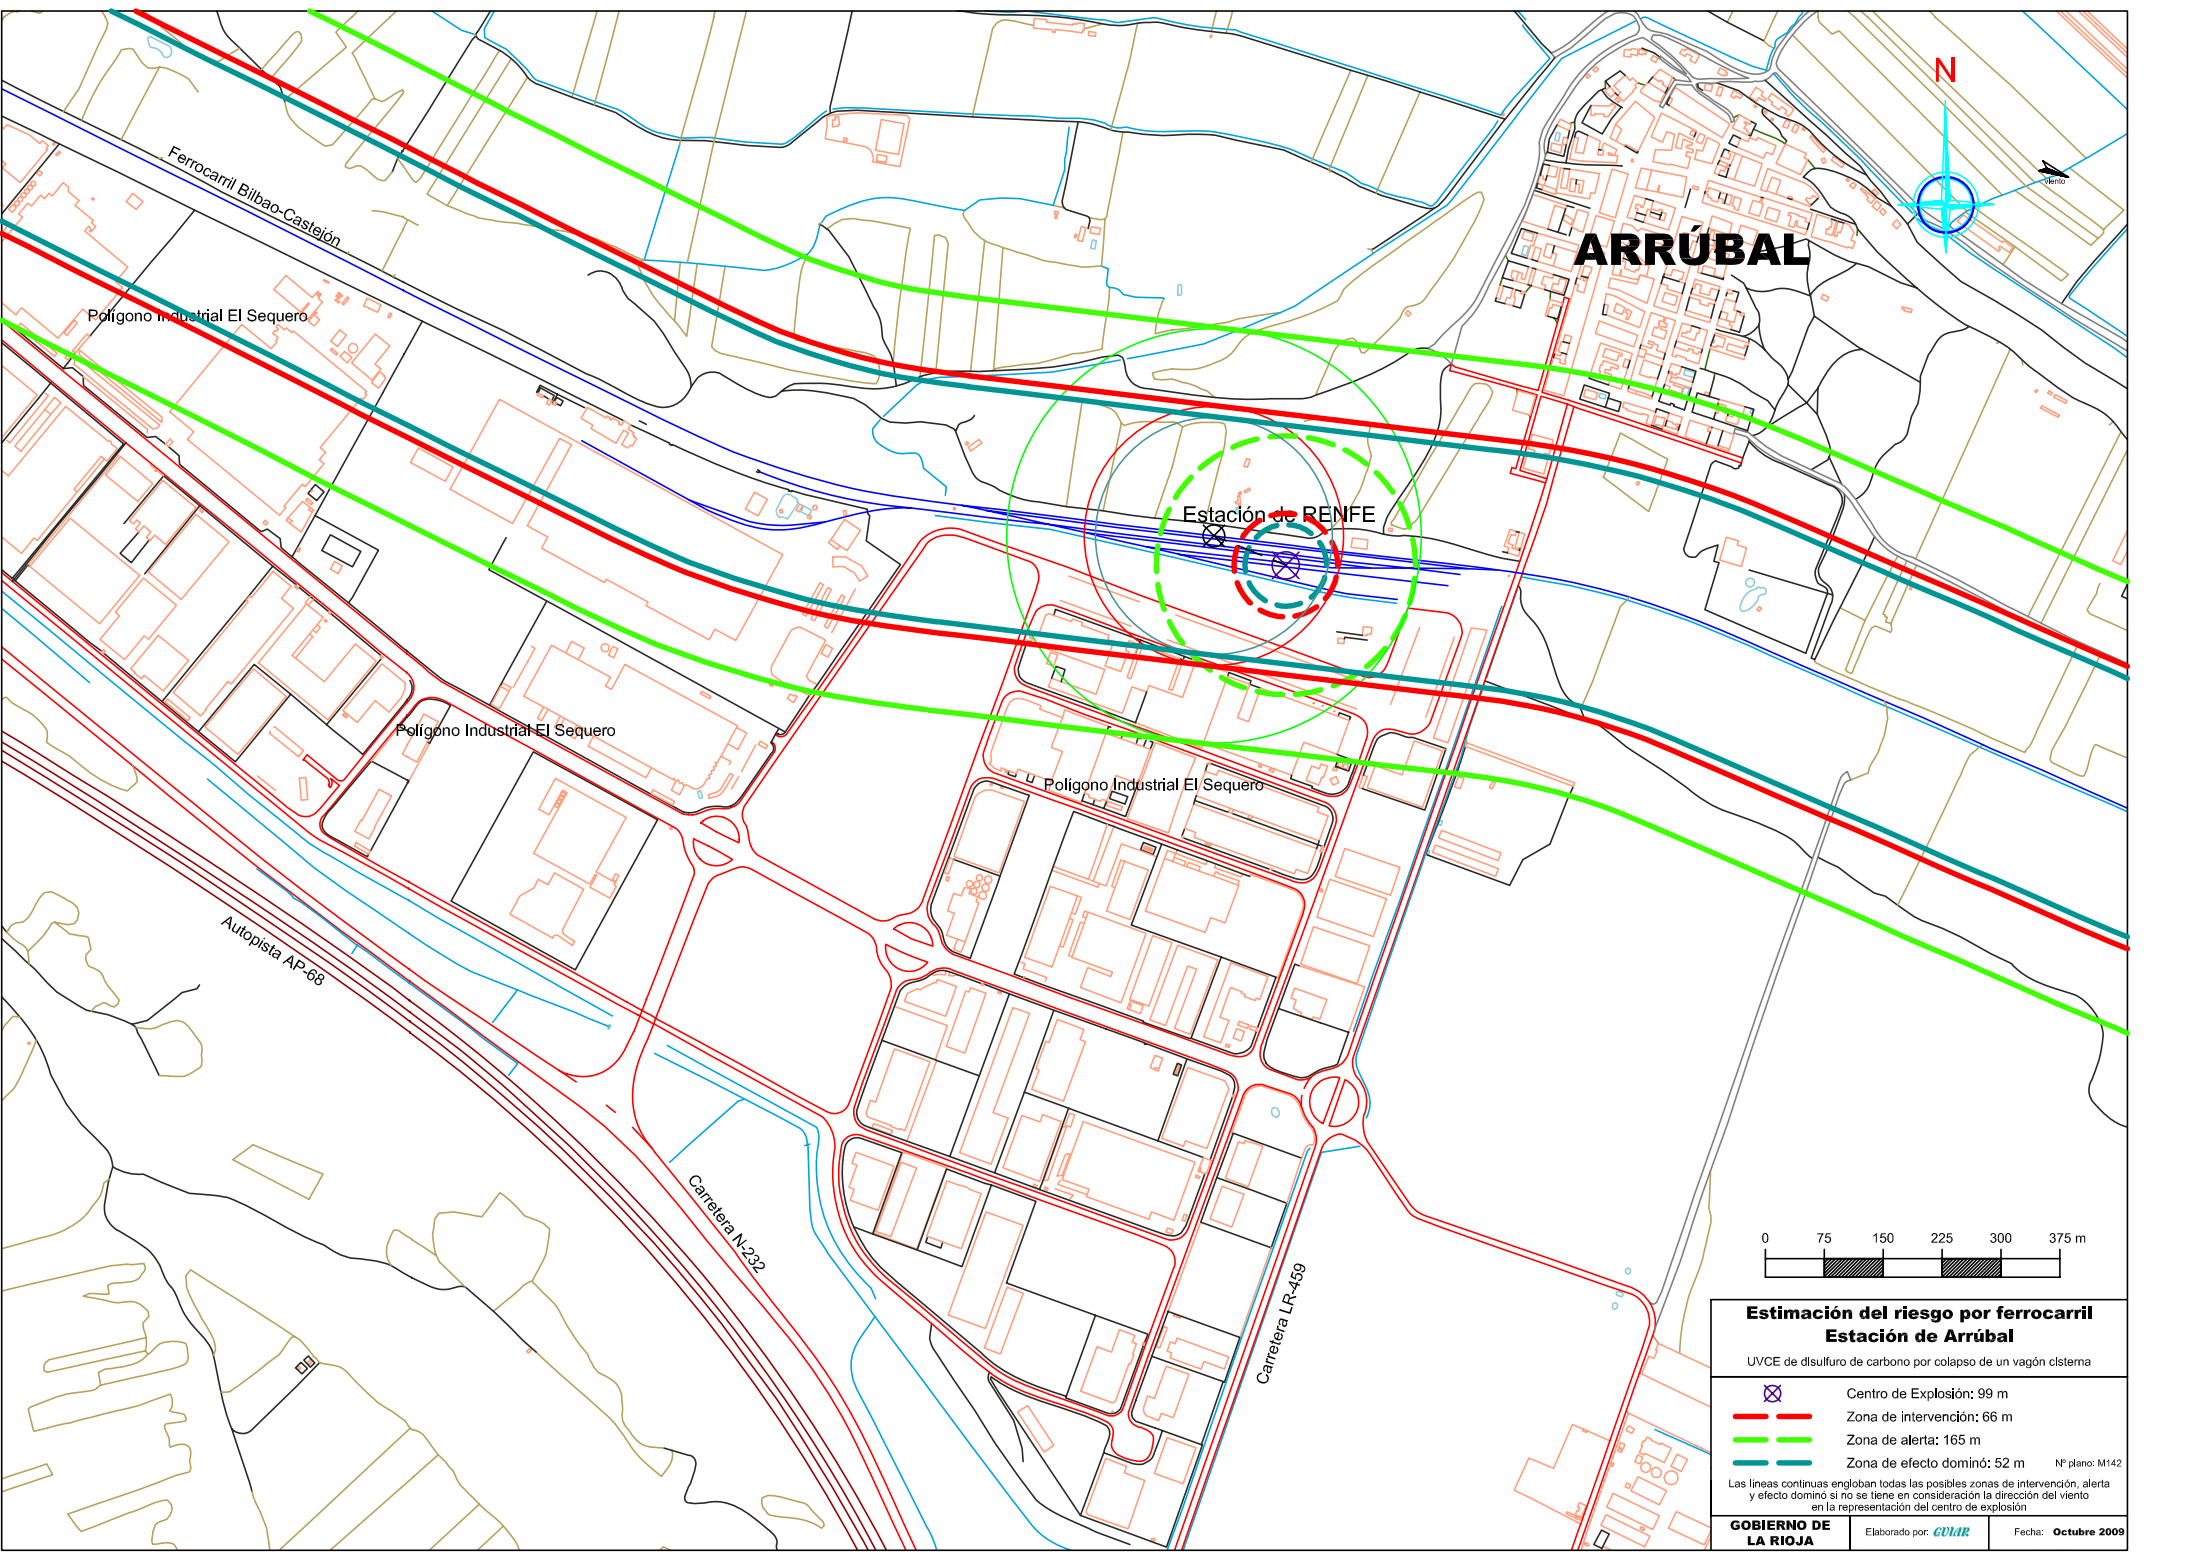 N
viento
ARRÚBAL
Ferrocarril Bilbao-Castejón
Polígono Industrial El Sequero
Estación de RENFE
Polígono Industrial El Sequero
Polígono Industrial El Sequero
Autopista AP-68
Carretera N-232
Carretera LR-459
0 75 150 225 300 375 m
Estimación del riesgo por ferrocarril
Estación de Arrúbal
UVCE de disulfuro de carbono por colapso de un vagón cisterna
Centro de Explosión: 99 m
Zona de intervención: 66 m
Zona de alerta: 165 m
Zona de efecto dominó: 52 m
Nº plano: M142
Las líneas continuas engloban todas las posibles zonas de intervención, alerta
y efecto dominó si no se tiene en consideración la dirección del viento
en la representación del centro de explosión
GOBIERNO DE
LA RIOJA
Elaborado por: GUIAR
Fecha: Octubre 2009